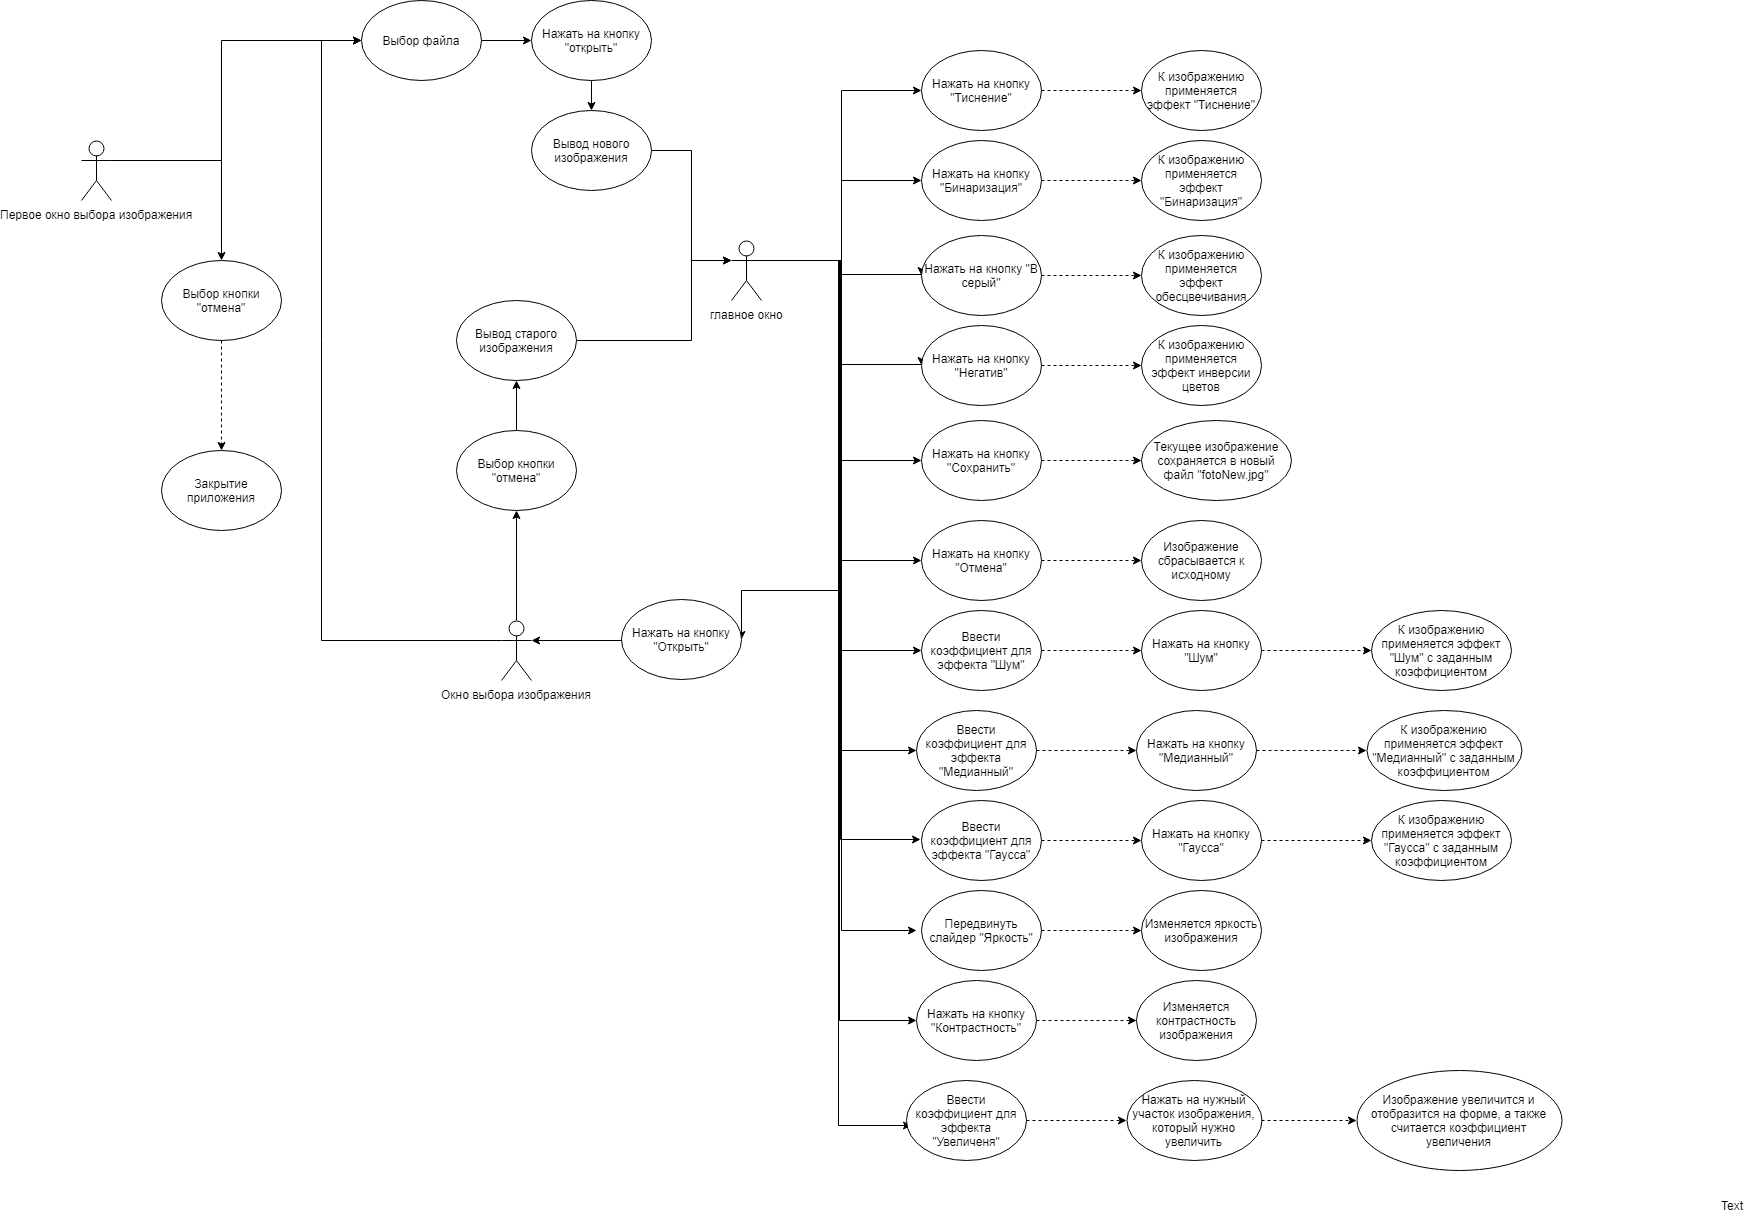 Выбор файла
Нажать на кнопку
"открыть"
Вывод нового
изображения
Первое окно выбора изображения
Выбор кнопки
"отмена"
Закрытие
приложения
главное окно
Вывод старого
изображения
Выбор кнопки
"отмена"
Окно выбора изображения
Нажать на кнопку
"Открыть"
Нажать на кнопку
"Тиснение"
К изображению
применяется
эффект "Тиснение"
Нажать на кнопку
"Бинаризация"
К изображению
применяется
эффект
"Бинаризация"
Нажать на кнопку "В
серый"
К изображению
применяется
эффект
обесцвечивания
Нажать на кнопку
"Негатив"
К изображению
применяется
эффект инверсии
цветов
Нажать на кнопку
"Сохранить"
Текущее изображение
сохраняется в новый
файл "fotoNew.jpg"
Нажать на кнопку
"Отмена"
Изображение
сбрасывается к
исходному
Ввести
коэффициент для
эффекта "Шум"
Нажать на кнопку
"Шум"
К изображению
применяется эффект
"Шум" с заданным
коэффициентом
Ввести
коэффициент для
эффекта
"Медианный"
Нажать на кнопку
"Медианный"
К изображению
применяется эффект
"Медианный" с заданным
коэффициентом
Ввести
коэффициент для
эффекта "Гаусса"
Нажать на кнопку
"Гаусса"
К изображению
применяется эффект
"Гаусса" с заданным
коэффициентом
Передвинуть
слайдер "Яркость"
Изменяется яркость
изображения
Нажать на кнопку
"Контрастность"
Изменяется
контрастность
изображения
Ввести
коэффициент для
эффекта
"Увеличеня"
Нажать на нужный
участок изображения,
который нужно
увеличить
Изображение увеличится и
отобразится на форме, а также
считается коэффициент
увеличения
Text